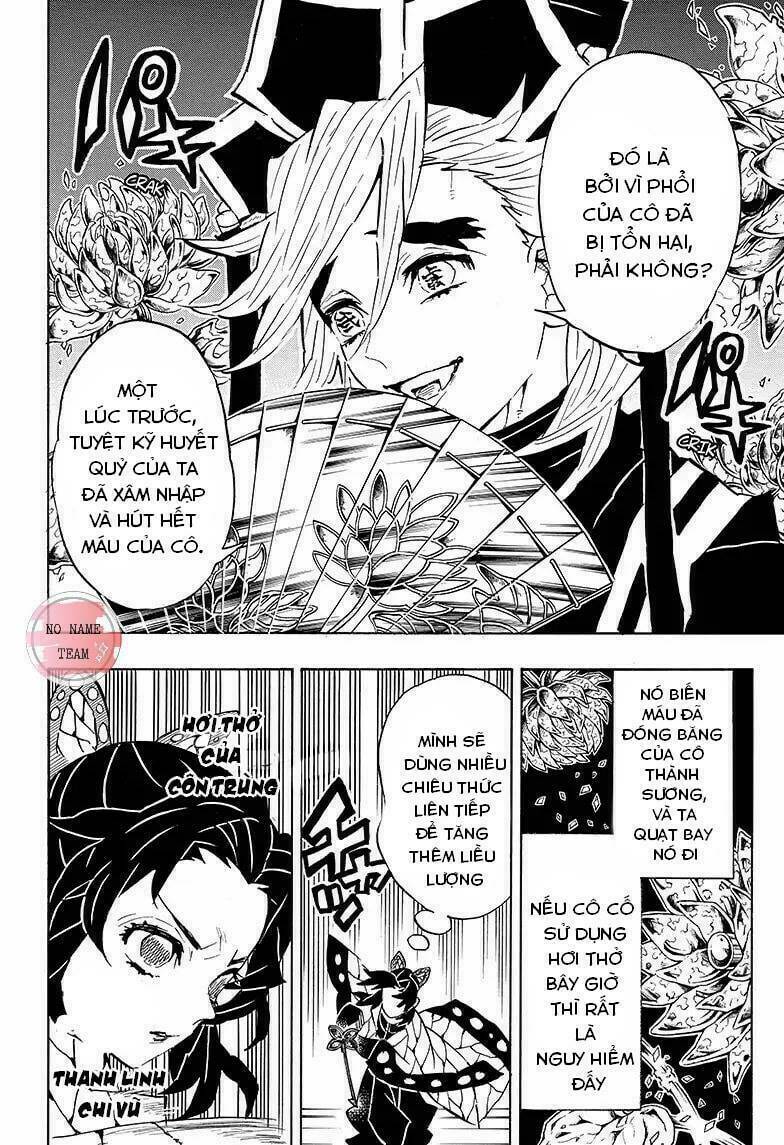 ĐÓ LÀ
BỞI VÌ PHỔI
CỦA CÔ ĐÃ
BỊ TỔN HẠI,
PHẢI KHÔNG?
CRAK
CRIK
MỘT
LÚC TRƯỚC,
TUYỆT KỸ HUYẾT
QUỶ CỦA TA
ĐÃ XÂM NHẬP
VÀ HÚT HẾT
MÁU CỦA CÔ.
NO NAME
TEAM
NÓ BIẾN
MÁU ĐÃ
ĐÓNG BĂNG
CỦA CÔ
THÀNH
SƯƠNG,
VÀ TA
QUẠT BAY
NÓ ĐI
NẾU CÔ CỐ
SỬ DỤNG
HƠI THỞ
BÂY GIỜ
THÌ RẤT
LÀ
NGUY HIỂM
ĐẤY
MÌNH SẼ
DÙNG NHIỀU
CHIÊU THỨC
LIÊN TIẾP
ĐỂ TĂNG
THÊM LIỀU
LƯỢNG
HƠI THỞ
CỦA
CÔN TRÙNG
THANH LINH
CHI VŨ